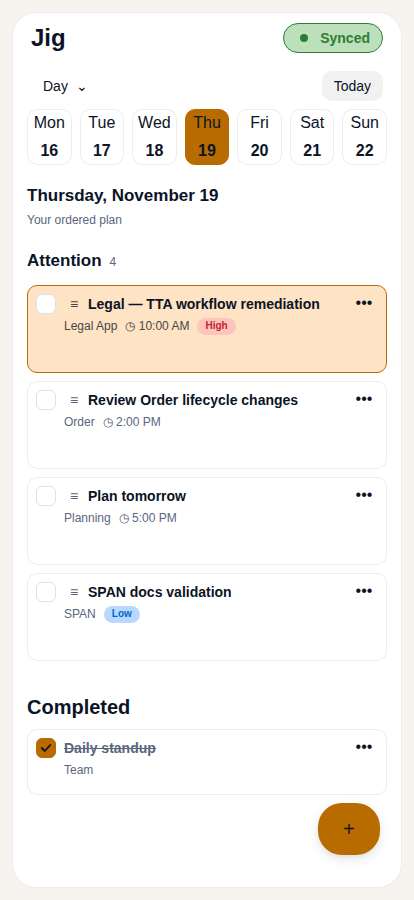 Jig
Synced
Day
Today
Mon Tue Wed Thu Fri Sat Sun
16 17 18 19 20 21 22
Thursday, November 19
Your ordered plan
Attention 4
Legal — TTA workflow remediation
Legal App 10:00 AM High
Review Order lifecycle changes
Order 2:00 PM
Plan tomorrow
Planning 5:00 PM
SPAN docs validation
SPAN Low
Completed
Daily standup
Team
+